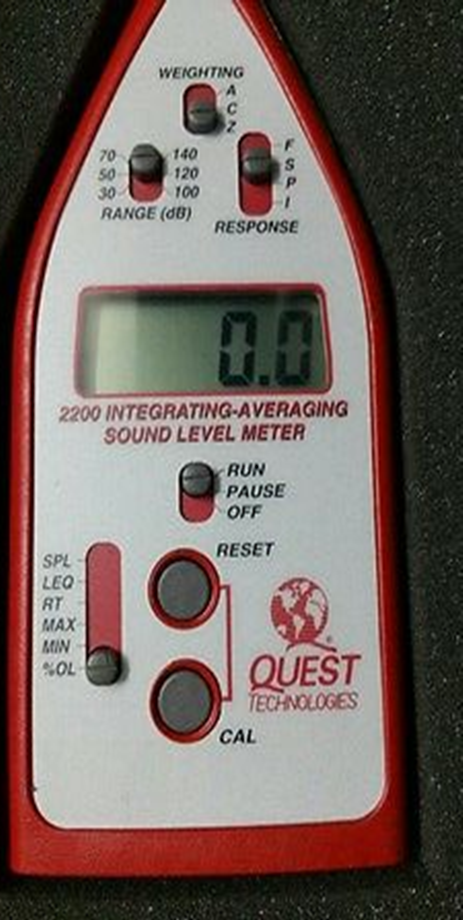 WEIGHTING
A
C
Z
70 140
50 120
30 100
RANGE (dB)
F
S
P
I
RESPONSE
0.0
2200 INTEGRATING-AVERAGING
SOUND LEVEL METER
RUN
PAUSE
OFF
RESET
SPL
LEQ
RT
MAX
MIN
%OL
®
QUEST
TECHNOLOGIES
CAL